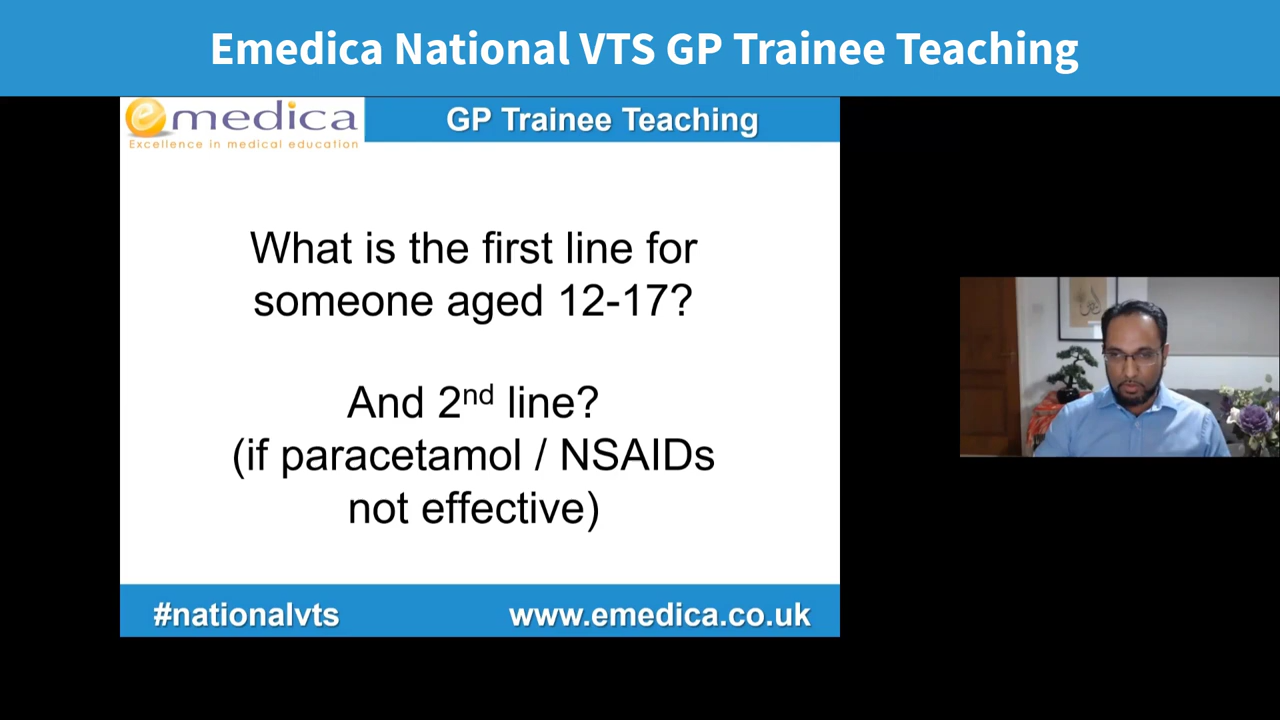 Emedica National VTS GP Trainee Teaching
emedica
Excellence in medical education
GP Trainee Teaching
What is the first line for
someone aged 12-17?
And 2nd line?
(if paracetamol / NSAIDs
not effective)
#nationalvts
www.emedica.co.uk